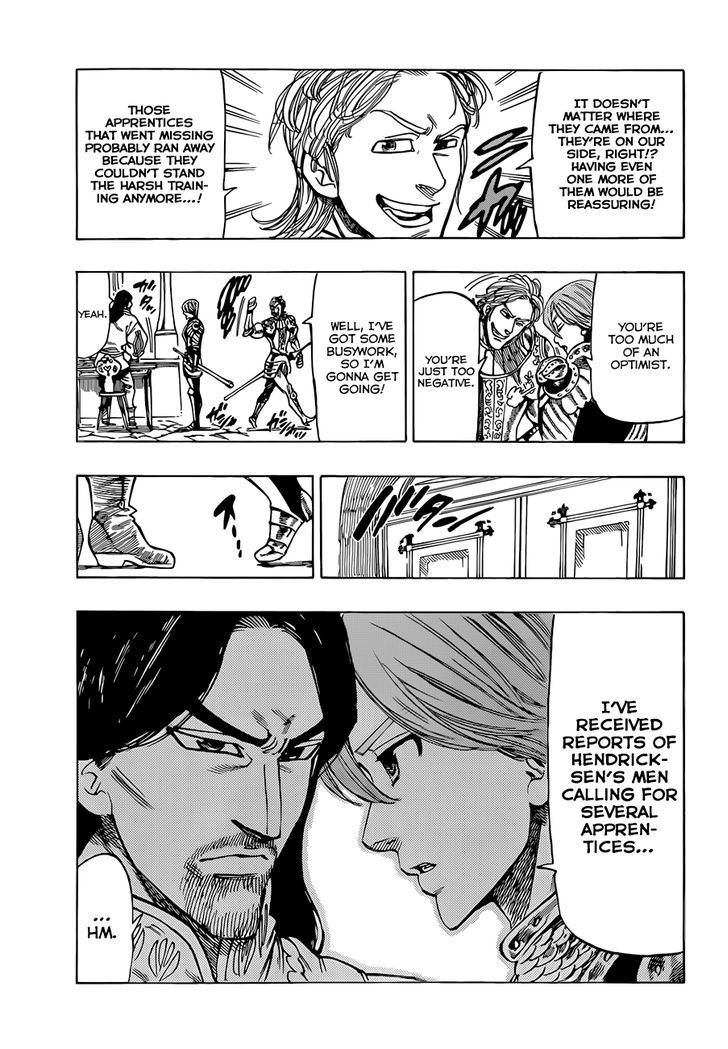 IT DOESN'T
MATTER WHERE
THEY CAME FROM...
THEY'RE ON OUR
SIDE, RIGHT!?
HAVING EVEN
ONE MORE OF
THEM WOULD BE
REASSURING!
THOSE
APPRENTICES
THAT WENT MISSING
PROBABLY RAN AWAY
BECAUSE THEY
COULDN'T STAND
THE HARSH TRAIN-
ING ANYMORE...!
YOU'RE
TOO MUCH
OF AN
OPTIMIST.
YOU'RE
JUST TOO
NEGATIVE.
WELL, I'VE
GOT SOME
BUSYWORK,
SO I'M
GONNA GET
GOING!
YEAH.
I'VE
RECEIVED
REPORTS OF
HENDRICK-
SEN'S MEN
CALLING FOR
SEVERAL
APPREN-
TICES...
...
HM.